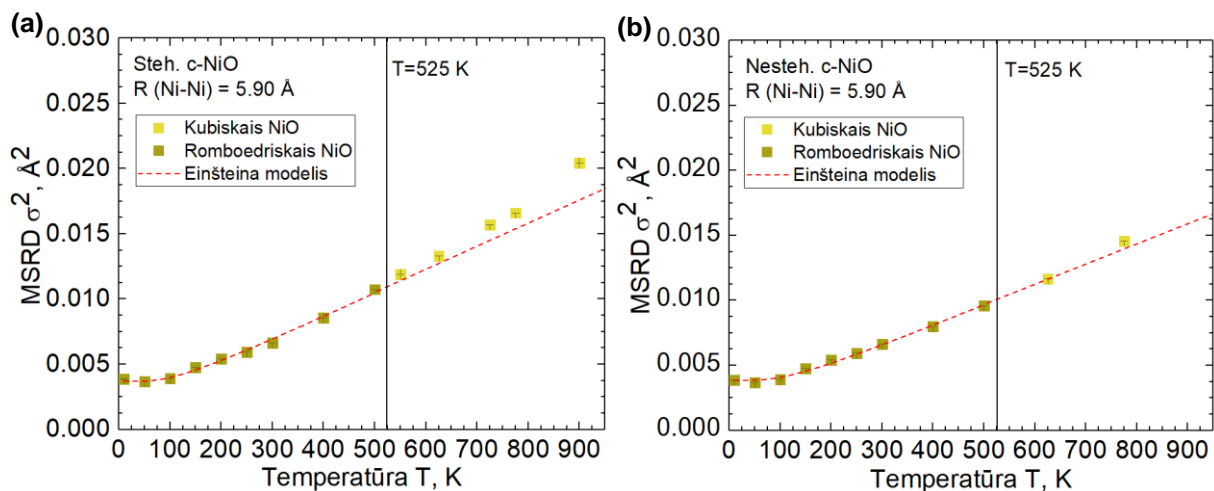 (a)
0.030
0.025
0.020
0.015
0.010
0.005
0.000
MSRD σ², Å²
Steh. c-NiO
R (Ni-Ni) = 5.90 Å
T=525 K
Kubiskais NiO
Romboedriskais NiO
Einšteina modelis
0 100 200 300 400 500 600 700 800 900
Temperatūra T, K
(b)
0.030
0.025
0.020
0.015
0.010
0.005
0.000
MSRD σ², Å²
Nesteh. c-NiO
R (Ni-Ni) = 5.90 Å
T=525 K
Kubiskais NiO
Romboedriskais NiO
Einšteina modelis
0 100 200 300 400 500 600 700 800 900
Temperatūra T, K